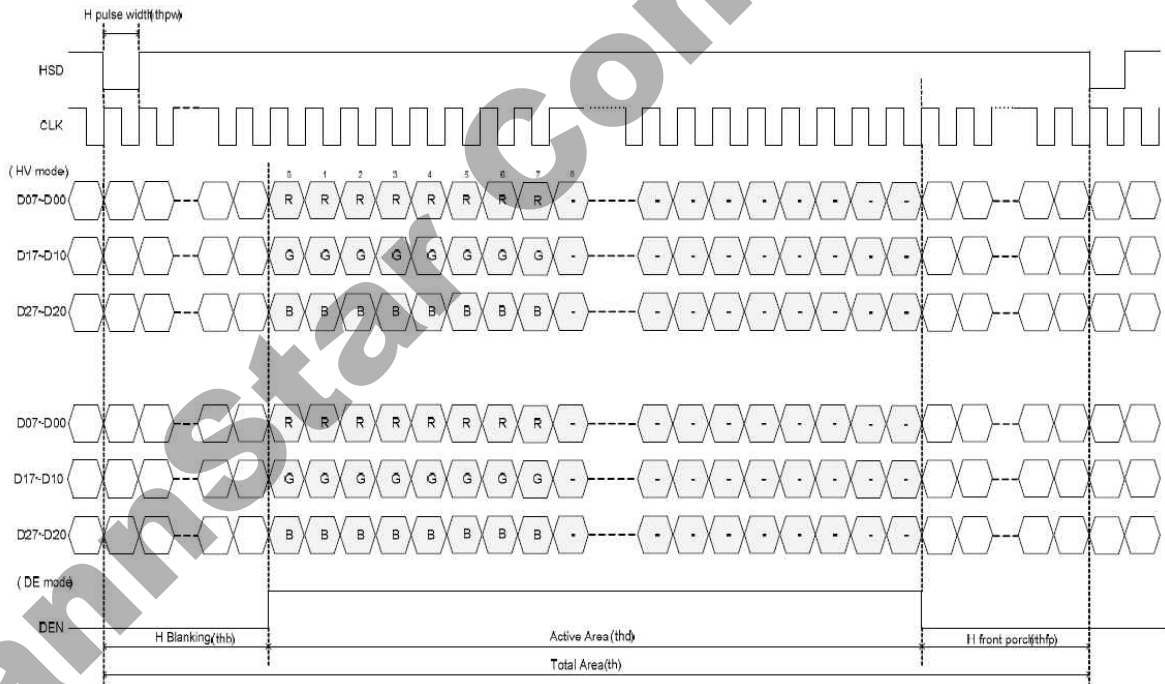 H pulse width(thpw)
HSD
CLK
( HV mode)
0 1 2 3 4 5 6 7 8
D07~D00 R R R R R R R R - - - - - - - - -
D17~D10 G G G G G G G G - - - - - - - - -
D27~D20 B B B B B B B B - - - - - - - - -
D07~D00 R R R R R R R R - - - - - - - - -
D17~D10 G G G G G G G G - - - - - - - - -
D27~D20 B B B B B B B B - - - - - - - - -
( DE mode)
DEN
H Blanking(thb) Active Area(thd) H front porch(thfp)
Total Area(th)
annStar Con